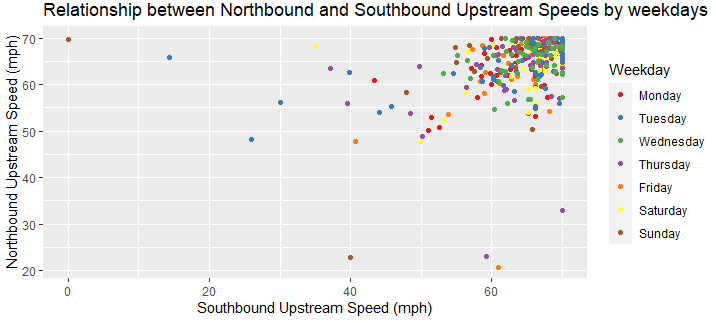 Relationship between Northbound and Southbound Upstream Speeds by weekdays
Northbound Upstream Speed (mph)
70
60
50
40
30
20
0
20
40
60
Southbound Upstream Speed (mph)
Weekday
Monday
Tuesday
Wednesday
Thursday
Friday
Saturday
Sunday